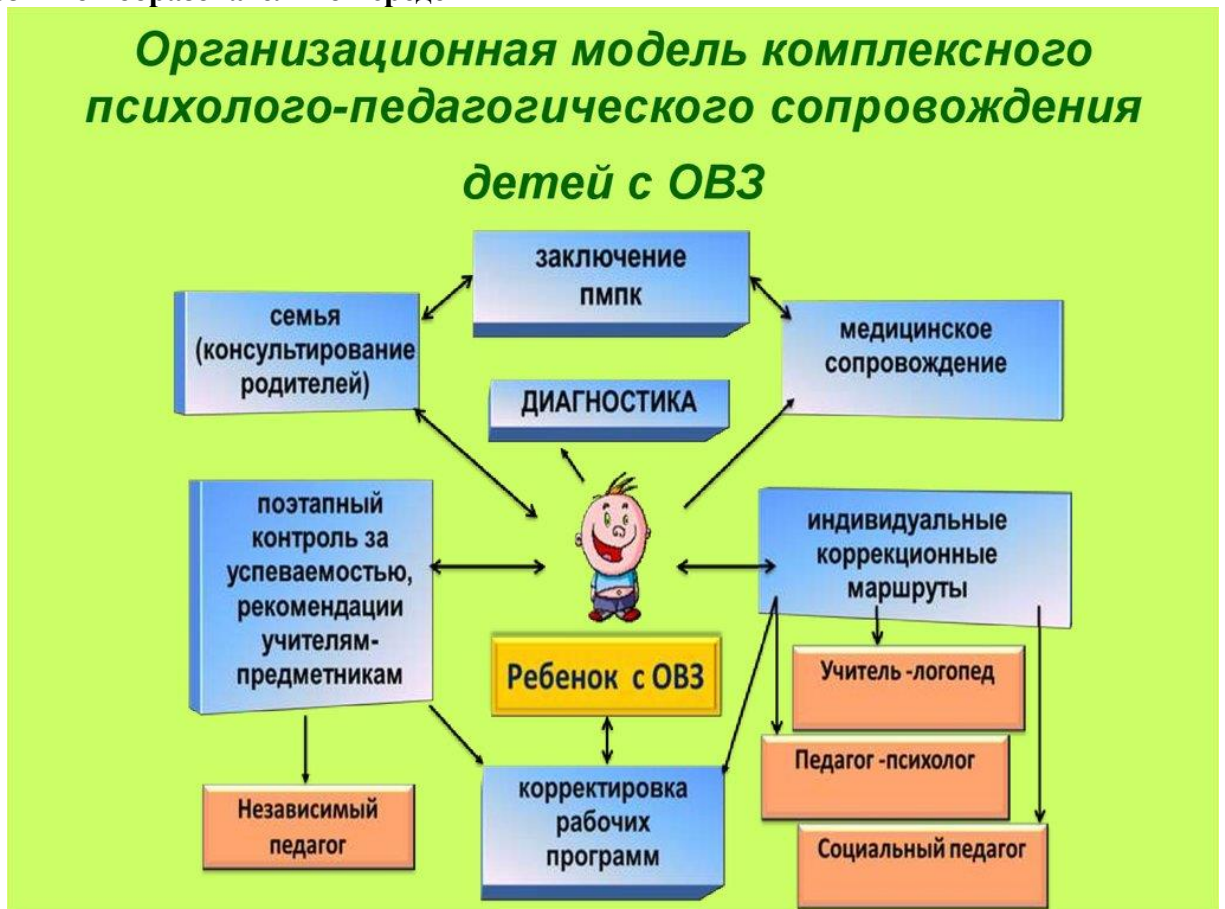 Организационная модель комплексного
психолого-педагогического сопровождения
детей с ОВЗ
заключение
пмпк
семья
(консультирование
родителей)
медицинское
сопровождение
ДИАГНОСТИКА
поэтапный
контроль за
успеваемостью,
рекомендации
учителям-
предметникам
индивидуальные
коррекционные
маршруты
Ребенок с ОВЗ
Учитель -логопед
Педагог -психолог
Социальный педагог
Независимый
педагог
корректировка
рабочих
программ